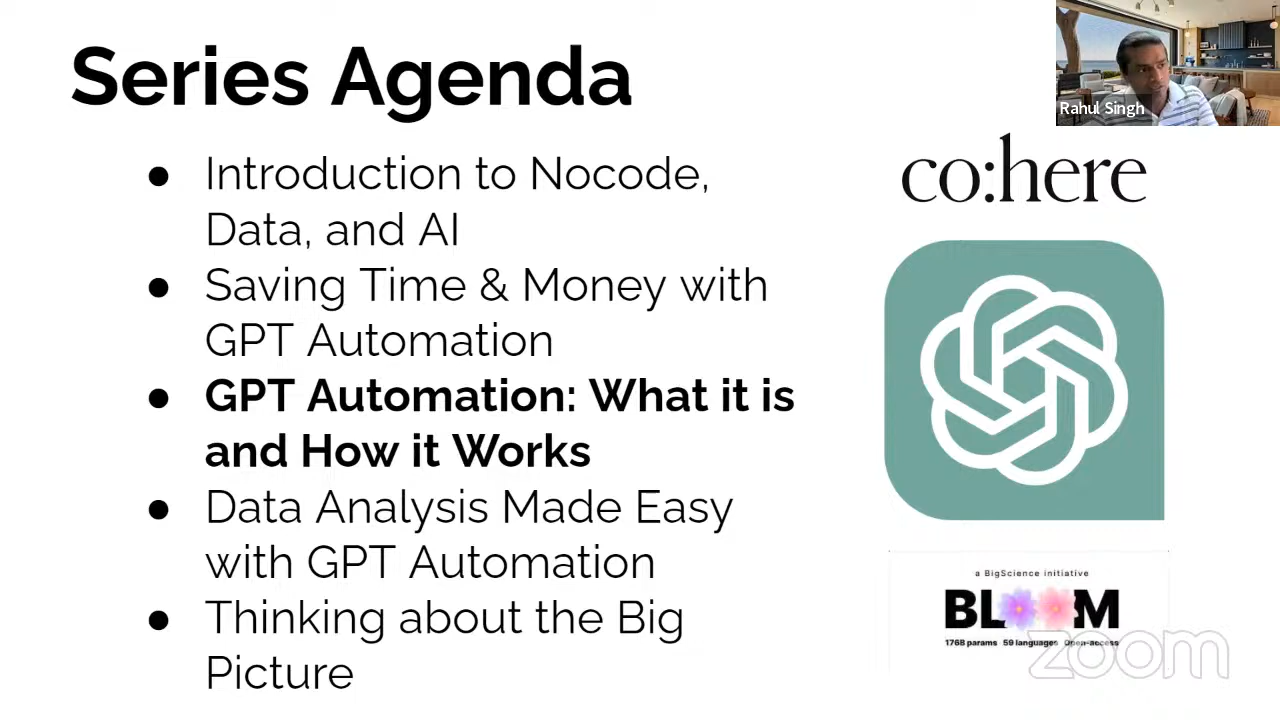 Series Agenda
Rahul Singh
● Introduction to Nocode,
Data, and AI
● Saving Time & Money with
GPT Automation
● GPT Automation: What it is
and How it Works
● Data Analysis Made Easy
with GPT Automation
● Thinking about the Big
Picture
co:here
a BigScience initiative
BLOOM
176B params 59 languages Open-access
zoom